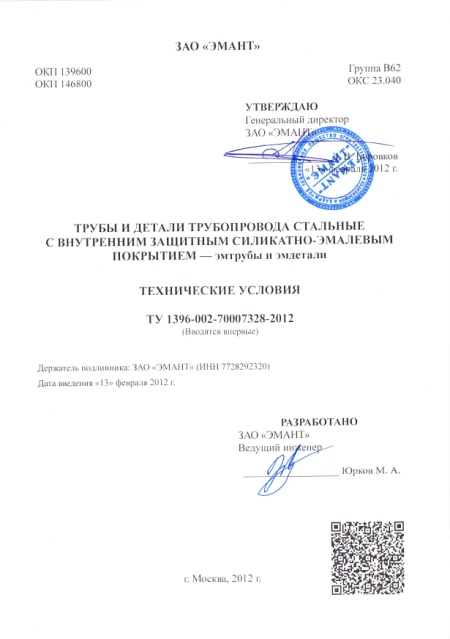 ЗАО «ЭМАНТ»
ОКП 139600
ОКП 146800
Группа В62
ОКС 23.040
УТВЕРЖДАЮ
Генеральный директор
ЗАО «ЭМАНТ»
«13» февраля 2012 г.
"ЭМАНТ"
ТРУБЫ И ДЕТАЛИ ТРУБОПРОВОДА СТАЛЬНЫЕ
С ВНУТРЕННИМ ЗАЩИТНЫМ СИЛИКАТНО-ЭМАЛЕВЫМ
ПОКРЫТИЕМ — эмтрубы и эмдетали
ТЕХНИЧЕСКИЕ УСЛОВИЯ
ТУ 1396-002-70007328-2012
(Вводятся впервые)
Держатель подлинника: ЗАО «ЭМАНТ» (ИНН 7728292320)
Дата введения «13» февраля 2012 г.
РАЗРАБОТАНО
ЗАО «ЭМАНТ»
Ведущий инженер
Юрков М. А.
г. Москва, 2012 г.